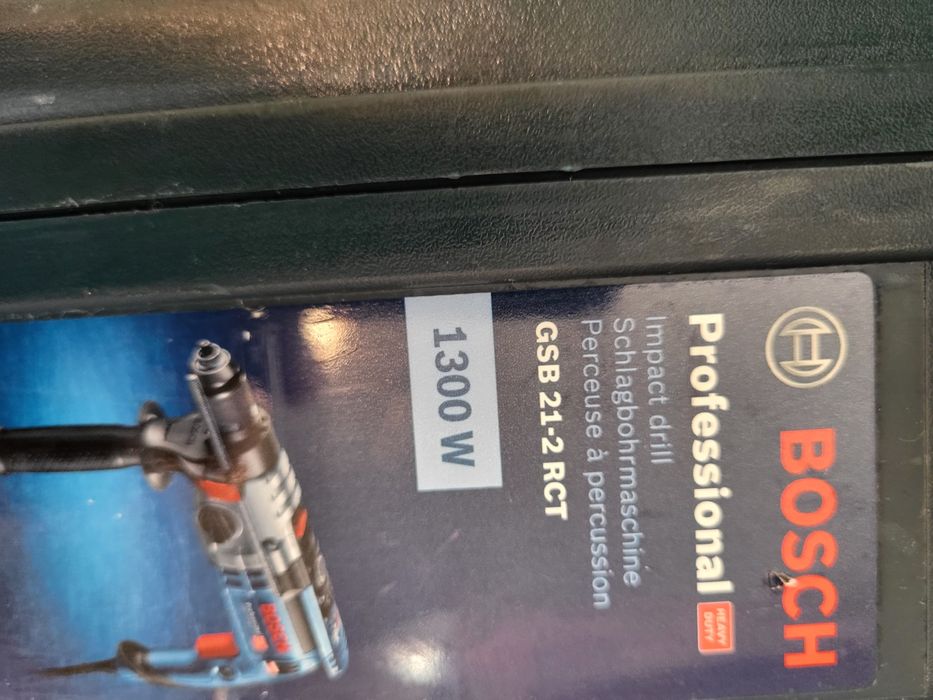 BOSCH
Professional HEAVY DUTY
Impact drill
Schlagbohrmaschine
Perceuse à percussion
GSB 21-2 RCT
1300 W
BOSCH